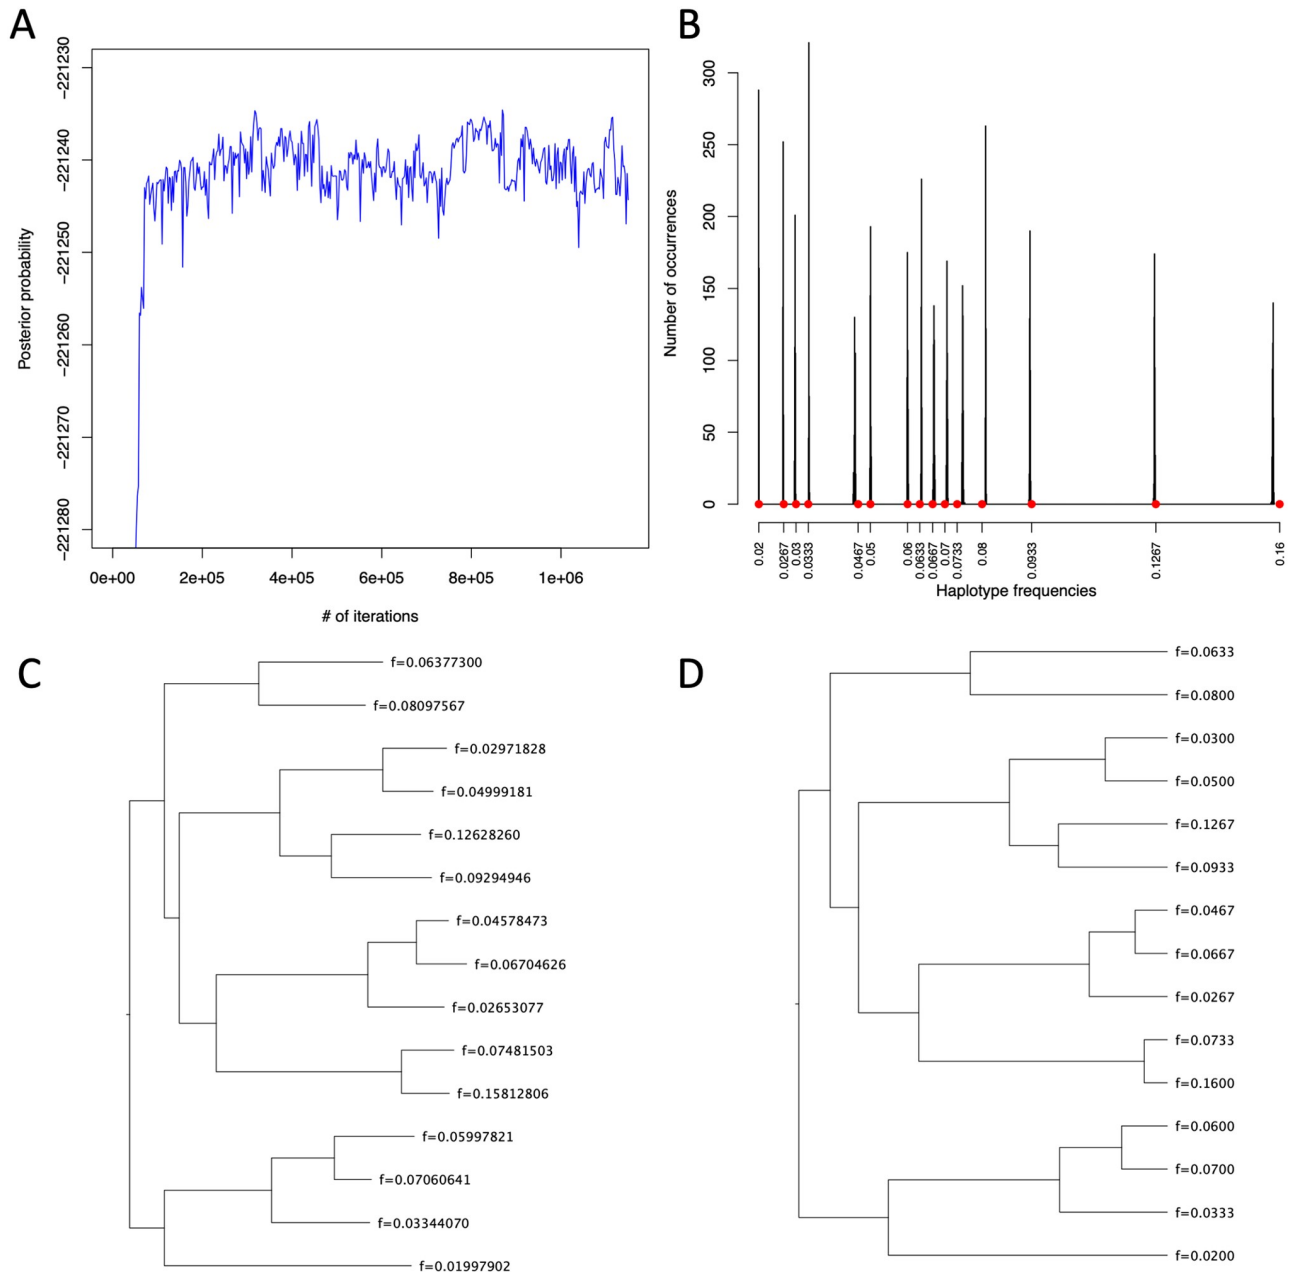 A
−221230
−221240
−221250
−221260
−221270
−221280
Posterior probability
0e+00 2e+05 4e+05 6e+05 8e+05 1e+06
# of iterations
B
300
250
200
150
100
50
0
Number of occurrences
0.02 0.0267 0.03 0.0333 0.0467 0.05 0.06 0.0633 0.0667 0.07 0.0733 0.08 0.0933 0.1267 0.16
Haplotype frequencies
C
f=0.06377300
f=0.08097567
f=0.02971828
f=0.04999181
f=0.12628260
f=0.09294946
f=0.04578473
f=0.06704626
f=0.02653077
f=0.07481503
f=0.15812806
f=0.05997821
f=0.07060641
f=0.03344070
f=0.01997902
D
f=0.0633
f=0.0800
f=0.0300
f=0.0500
f=0.1267
f=0.0933
f=0.0467
f=0.0667
f=0.0267
f=0.0733
f=0.1600
f=0.0600
f=0.0700
f=0.0333
f=0.0200